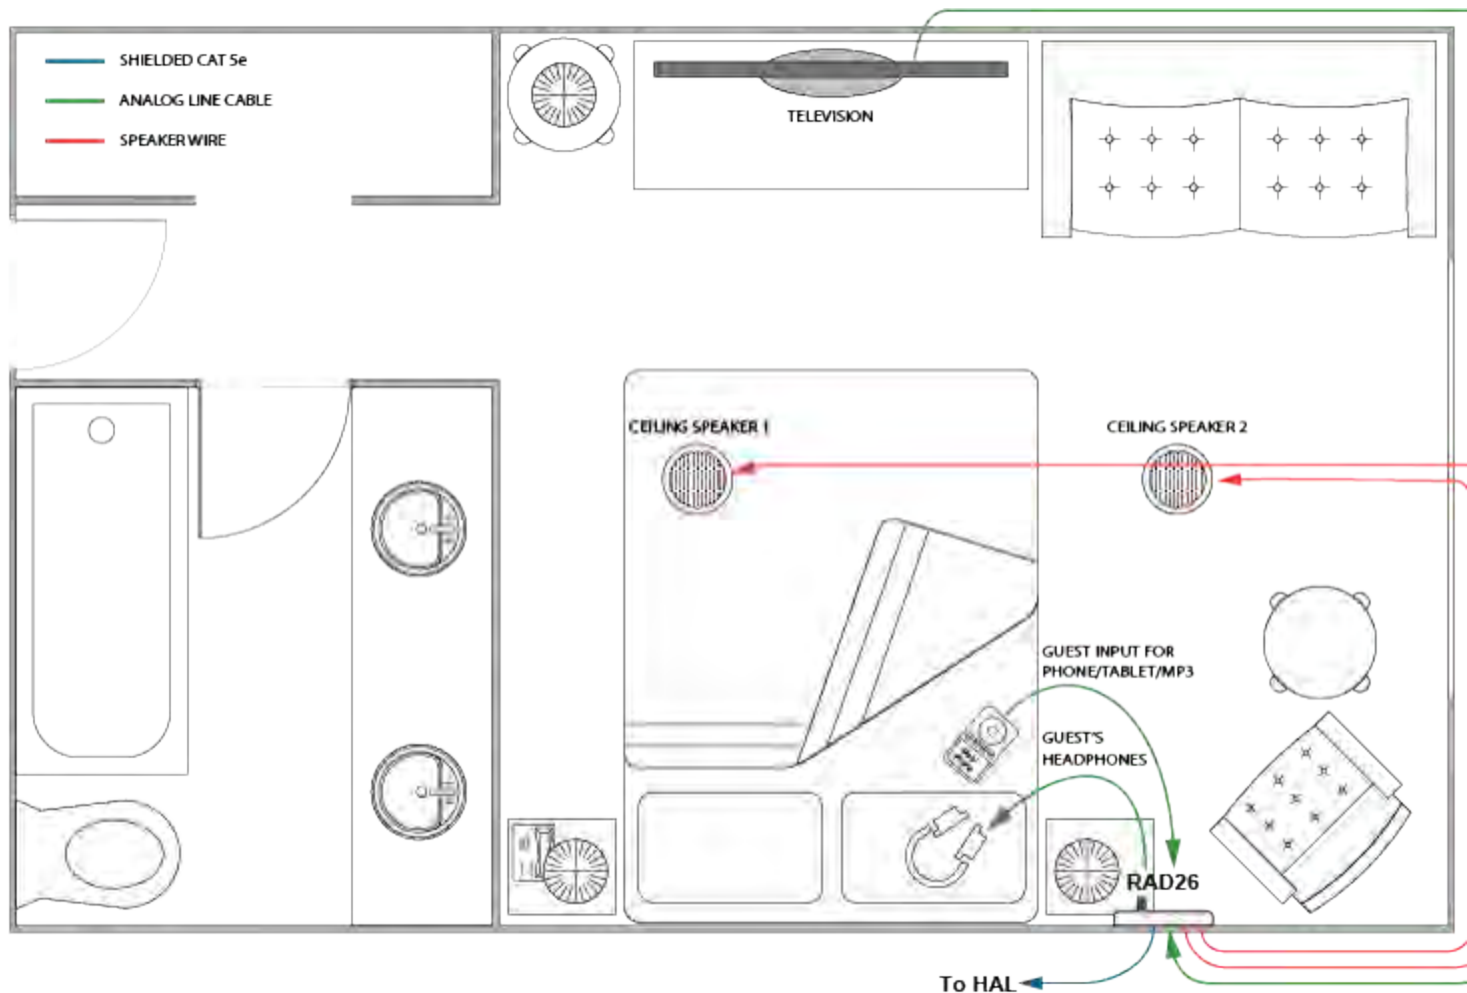 SHIELDED CAT 5e
ANALOG LINE CABLE
SPEAKER WIRE
TELEVISION
CEILING SPEAKER 1
CEILING SPEAKER 2
GUEST INPUT FOR
PHONE/TABLET/MP3
GUEST'S
HEADPHONES
RAD26
To HAL